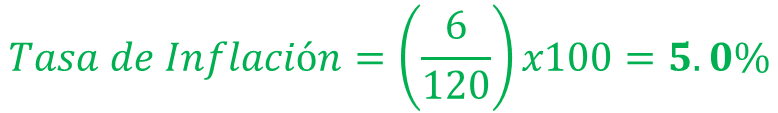 Tasa de Inflación = (6/120) x100 = 5.0%